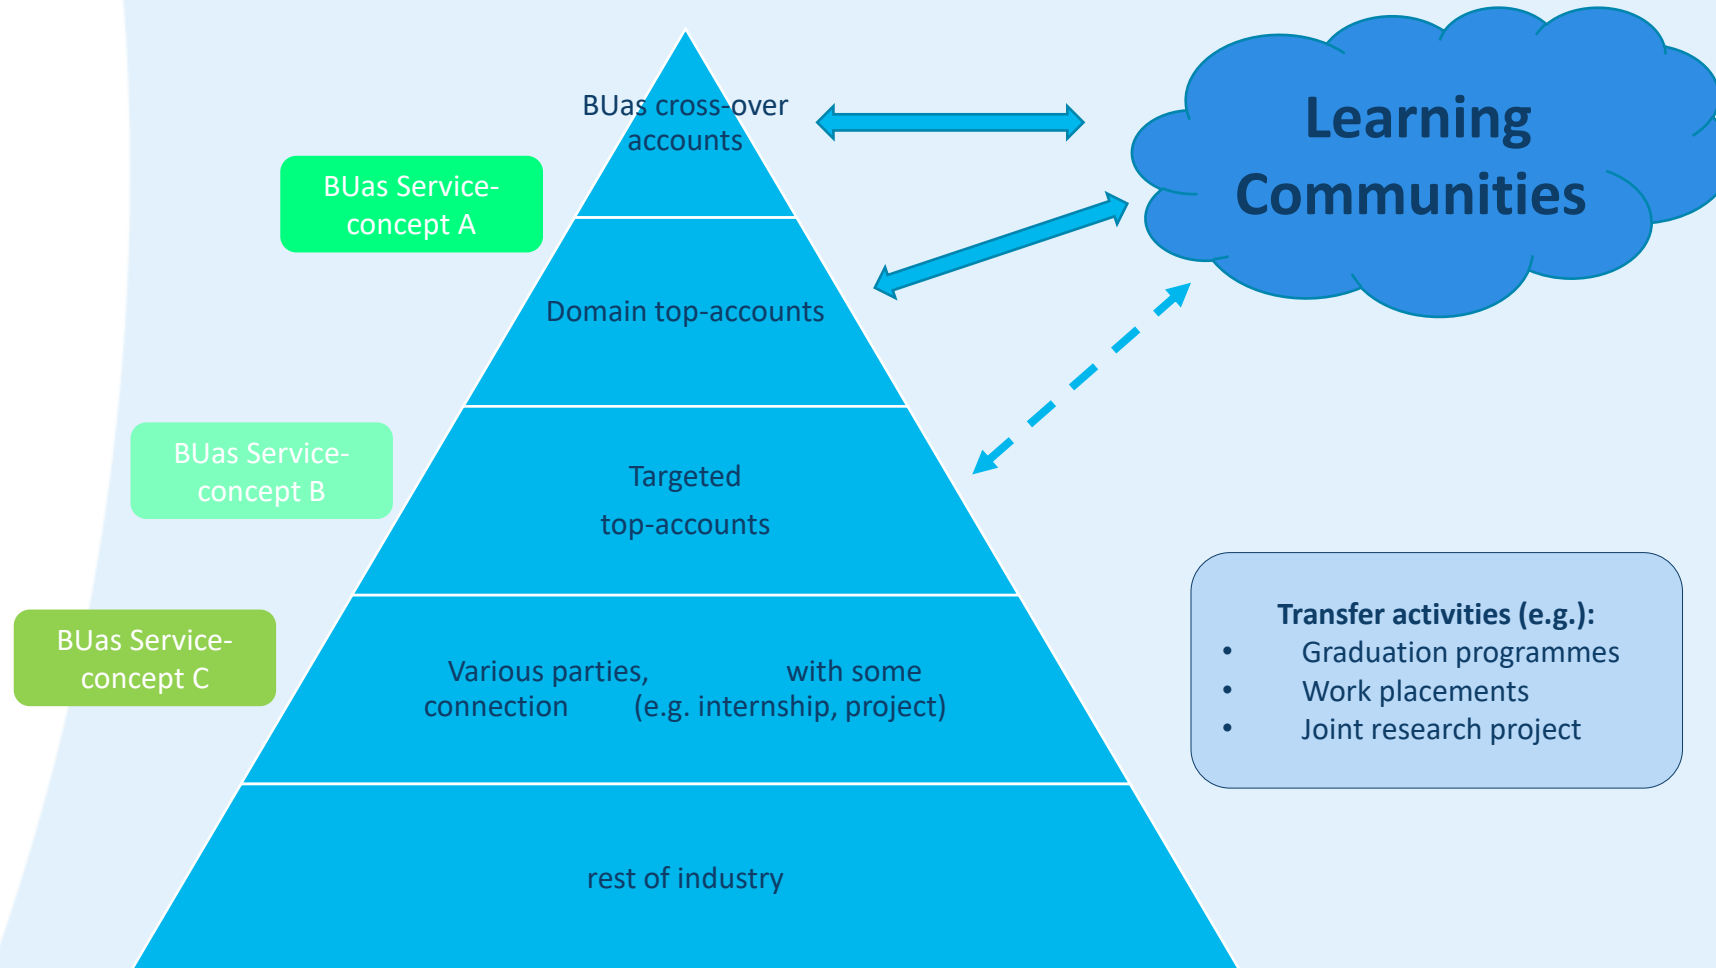 BUas cross-over
accounts
Learning
Communities
BUas Service-
concept A
Domain top-accounts
BUas Service-
concept B
Targeted
top-accounts
BUas Service-
concept C
Various parties, with some
connection (e.g. internship, project)
Transfer activities (e.g.):
• Graduation programmes
• Work placements
• Joint research project
rest of industry